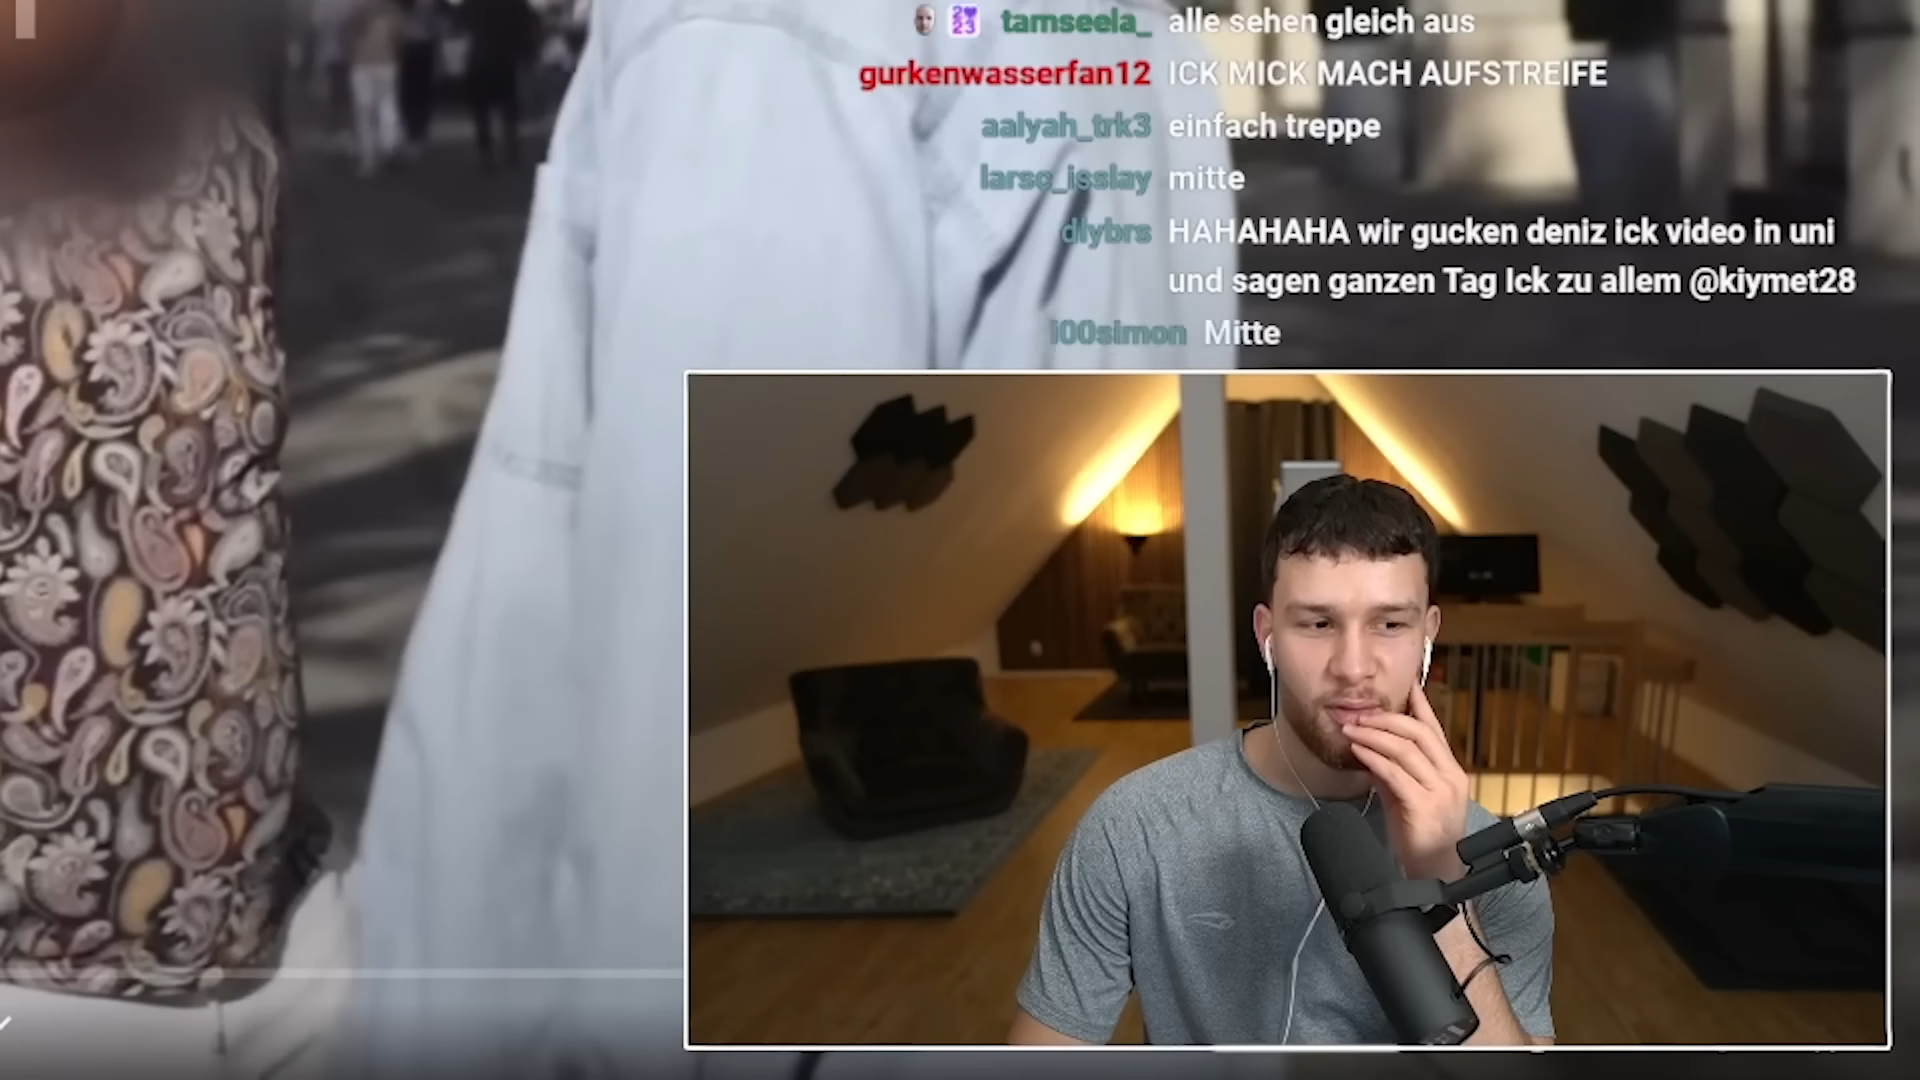 tamseela_ alle sehen gleich aus
gurkenwasserfan12 ICK MICK MACH AUFSTREIFE
aalyah_trk3 einfach treppe
larso_isslay mitte
dlybrs HAHAHAHA wir gucken deniz ick video in uni
und sagen ganzen Tag Ick zu allem @kiymet28
i00simon Mitte